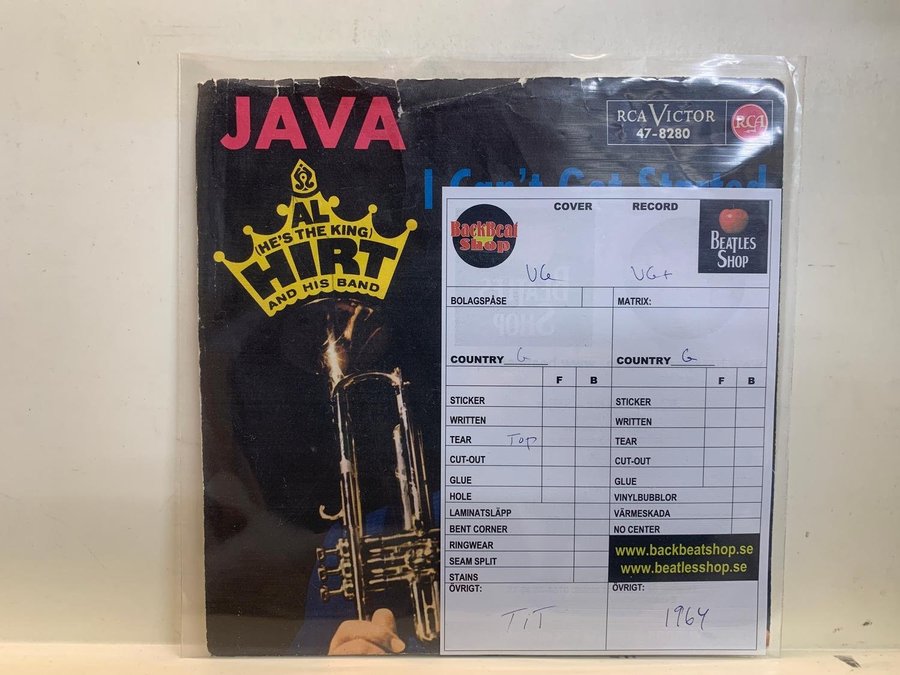 JAVA
RCA VICTOR
47-8280
RCA
I Can't Get Started
AL
(HE'S THE KING)
HIRT
AND HIS BAND
BackBeat Shop
COVER
RECORD
BEATLES SHOP
VG
VG+
BOLAGSPÅSE
MATRIX:
COUNTRY G
COUNTRY G
F B
F B
STICKER
STICKER
WRITTEN
WRITTEN
TEAR Top
TEAR
CUT-OUT
CUT-OUT
GLUE
GLUE
HOLE
VINYLBUBBLOR
LAMINATSLÄPP
VÄRMESKADA
BENT CORNER
NO CENTER
RINGWEAR
www.backbeatshop.se
SEAM SPLIT
www.beatlesshop.se
STAINS
ÖVRIGT:
ÖVRIGT:
TiT
1964